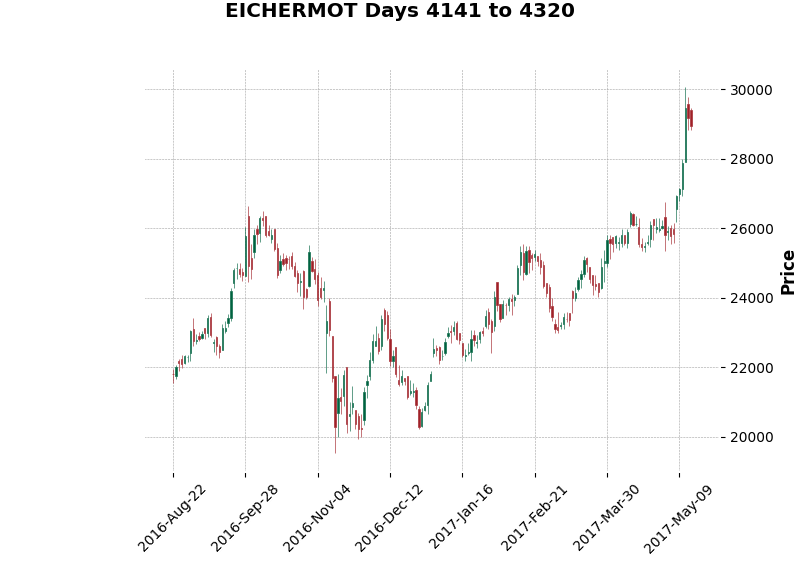 EICHERMOT Days 4141 to 4320
30000
28000
26000
24000
22000
20000
Price
2016-Aug-22
2016-Sep-28
2016-Nov-04
2016-Dec-12
2017-Jan-16
2017-Feb-21
2017-Mar-30
2017-May-09